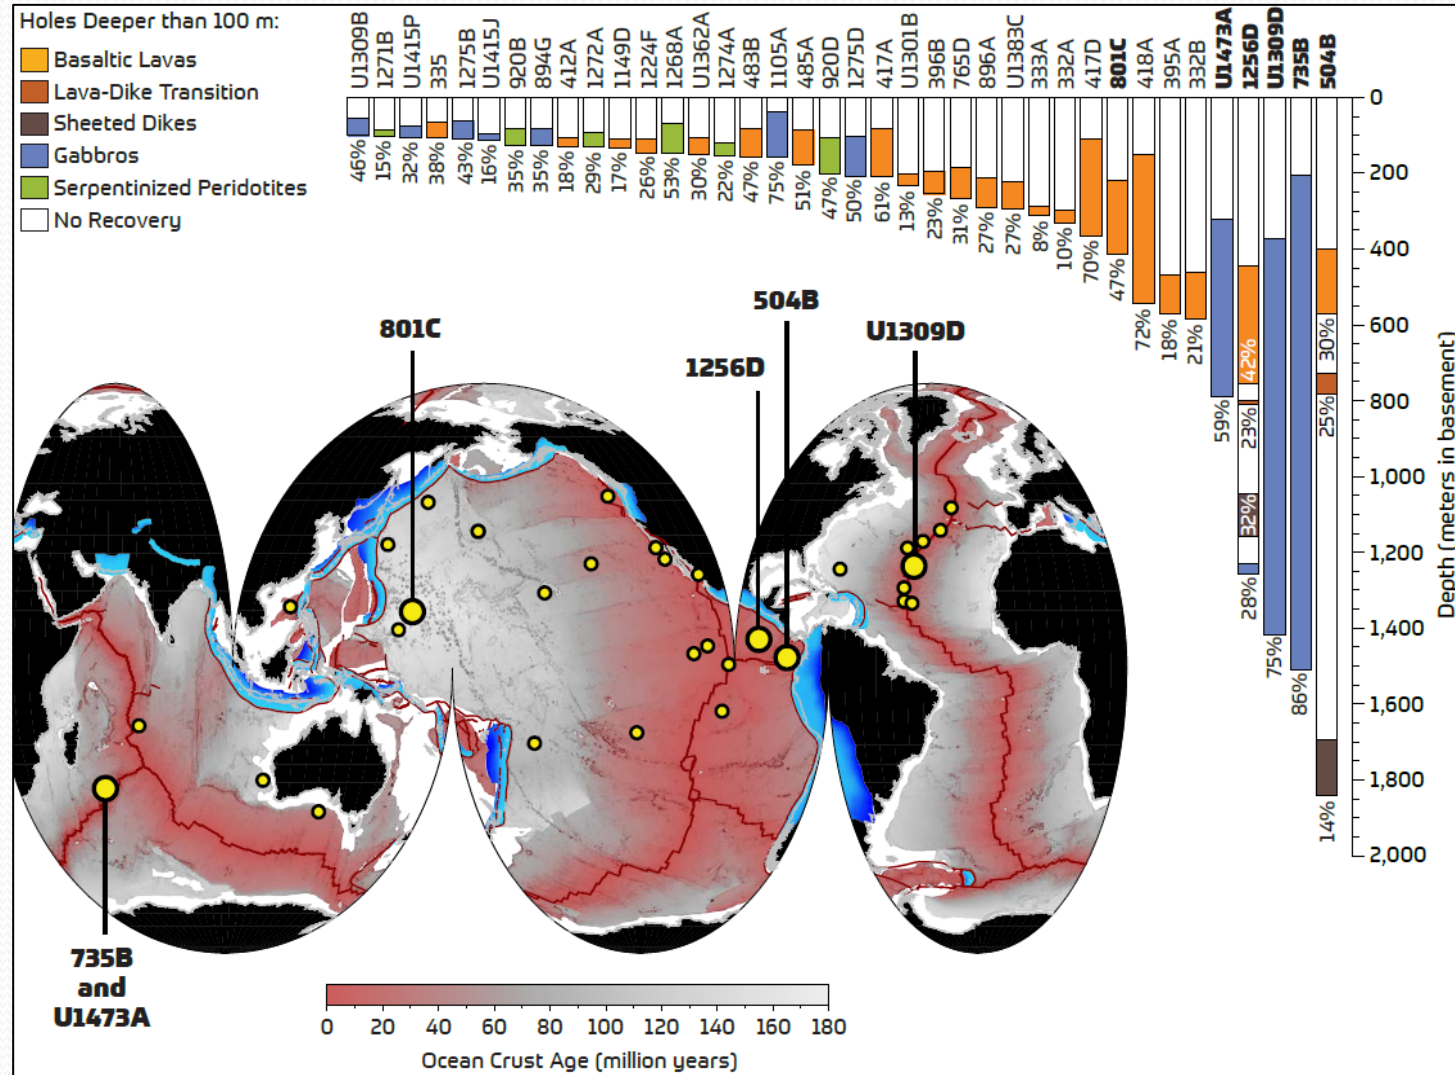 Holes Deeper than 100 m:
Basaltic Lavas
Lava-Dike Transition
Sheeted Dikes
Gabbros
Serpentinized Peridotites
No Recovery
U1309B
1271B
U1415P
335
1275B
U1415J
920B
894G
412A
1272A
1149D
1224F
1268A
U1362A
1274A
483B
1105A
485A
920D
1275D
417A
U1301B
396B
765D
896A
U1383C
333A
332A
417D
801C
418A
395A
332B
U1473A
1256D
U1309D
735B
504B
46%
15%
32%
38%
43%
16%
35%
35%
18%
29%
17%
26%
53%
30%
22%
47%
75%
51%
47%
50%
61%
13%
23%
31%
27%
27%
8%
10%
70%
47%
72%
18%
21%
59%
42%
23%
32%
28%
75%
86%
30%
25%
14%
0
200
400
600
800
1,000
1,200
1,400
1,600
1,800
2,000
Depth (meters in basement)
801C
1256D
504B
U1309D
735B
and
U1473A
0 20 40 60 80 100 120 140 160 180
Ocean Crust Age (million years)